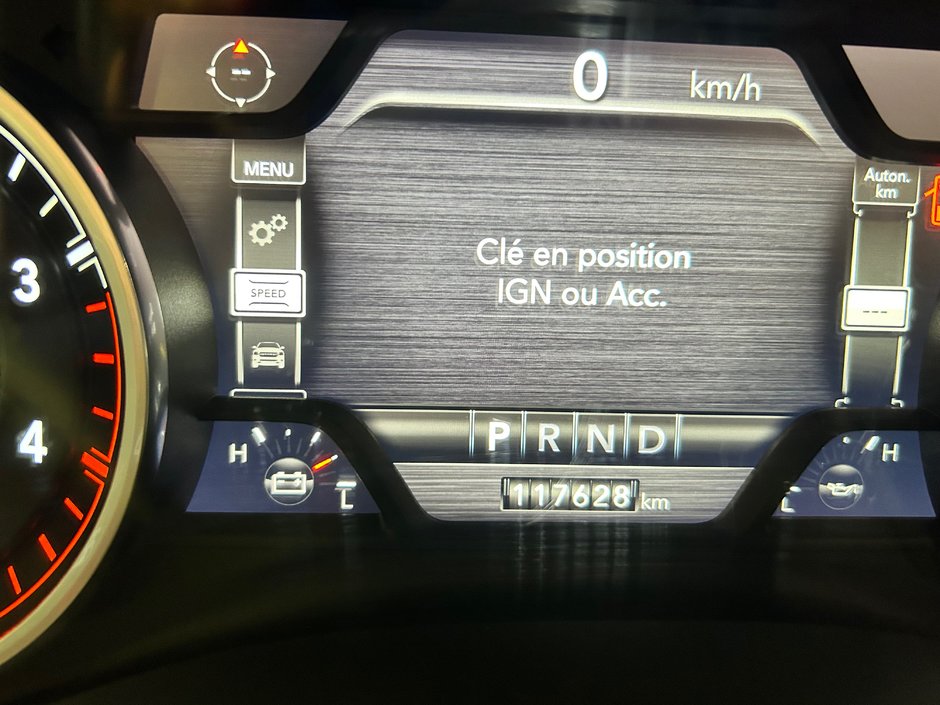 0 km/h
MENU
Auton.
km
SPEED
---
Clé en position
IGN ou Acc.
3
4
P R N D
H
L
H
L
117628 km